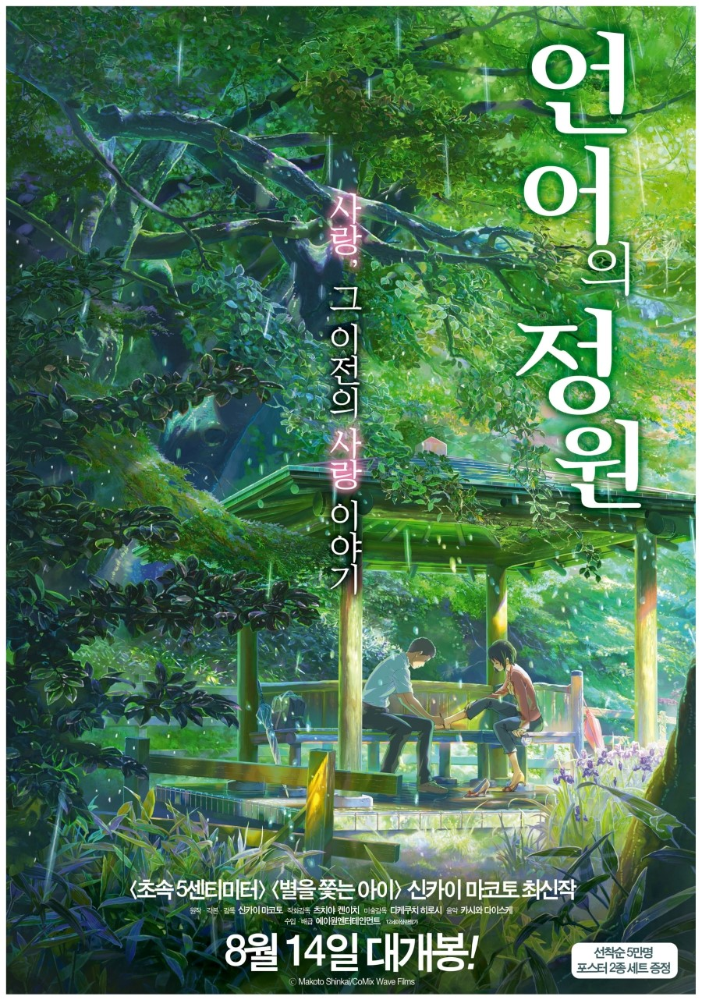 언어의 정원
사랑, 그 이전의 사랑 이야기
<초속 5센티미터> <별을 쫓는 아이> 신카이 마코토 최신작
원작 · 각본 · 감독 신카이 마코토 작화감독 츠치야 켄이치 미술감독 다케쿠치 히로시 음악 카시와 다이스케
수입 · 배급 에이원엔터테인먼트 12세이상관람가
8월 14일 대개봉!
© Makoto Shinkai/CoMix Wave Films
선착순 5만명
포스터 2종 세트 증정